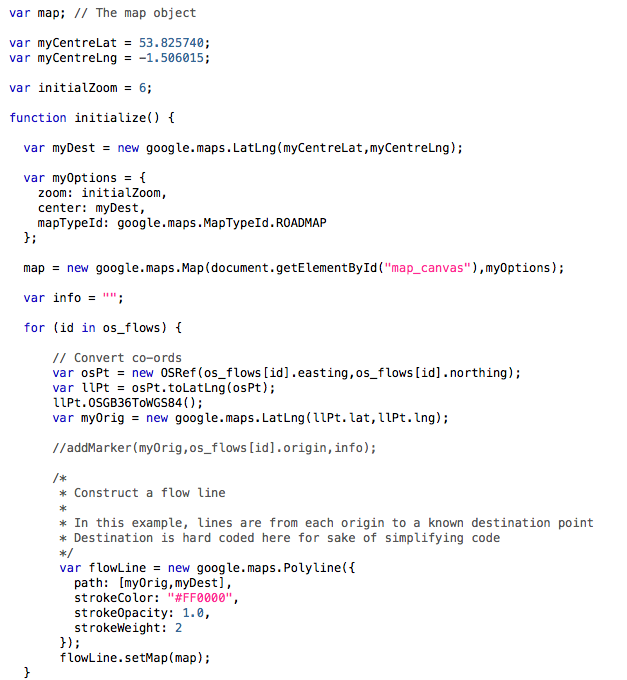 var map; // The map object
var myCentreLat = 53.825740;
var myCentreLng = -1.506015;
var initialZoom = 6;
function initialize() {
var myDest = new google.maps.LatLng(myCentreLat,myCentreLng);
var myOptions = {
zoom: initialZoom,
center: myDest,
mapTypeId: google.maps.MapTypeId.ROADMAP
};
map = new google.maps.Map(document.getElementById("map_canvas"),myOptions);
var info = "";
for (id in os_flows) {
// Convert co-ords
var osPt = new OSRef(os_flows[id].easting,os_flows[id].northing);
var llPt = osPt.toLatLng(osPt);
llPt.OSGB36ToWGS84();
var myOrig = new google.maps.LatLng(llPt.lat,llPt.lng);
//addMarker(myOrig,os_flows[id].origin,info);
/*
* Construct a flow line
*
* In this example, lines are from each origin to a known destination point
* Destination is hard coded here for sake of simplifying code
*/
var flowLine = new google.maps.Polyline({
path: [myOrig,myDest],
strokeColor: "#FF0000",
strokeOpacity: 1.0,
strokeWeight: 2
});
flowLine.setMap(map);
}